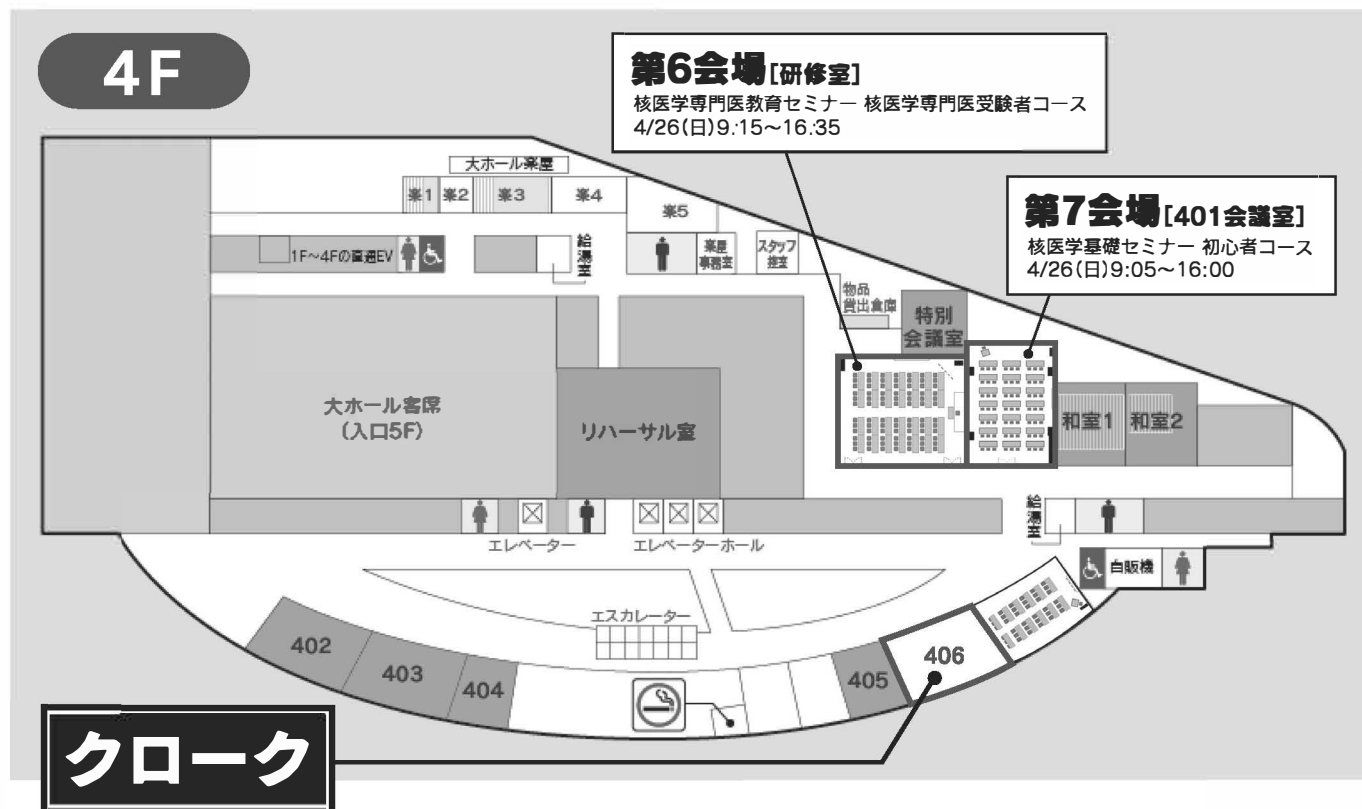 4F
第6会場[研修室]
核医学専門医教育セミナー 核医学専門医受験者コース
4/26(日)9:15～16:35
第7会場[401会議室]
核医学基礎セミナー 初心者コース
4/26(日)9:05～16:00
大ホール楽屋
楽1
楽2
楽3
楽4
楽5
1F～4Fの直通EV
給湯室
楽屋
事務室
スタッフ
控室
物品
貸出倉庫
特別
会議室
大ホール客席
(入口5F)
リハーサル室
和室1
和室2
エレベーター
エレベーターホール
給湯室
自販機
エスカレーター
402
403
404
405
406
クローク